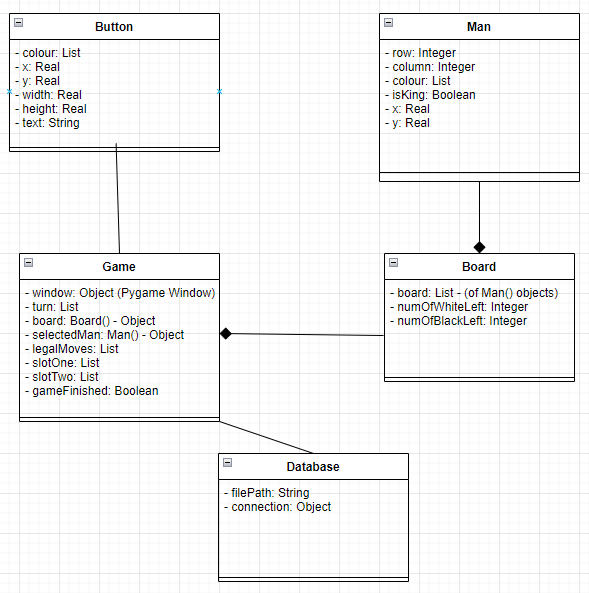 Button
- colour: List
- x: Real
- y: Real
- width: Real
- height: Real
- text: String
Man
- row: Integer
- column: Integer
- colour: List
- isKing: Boolean
- x: Real
- y: Real
Game
- window: Object (Pygame Window)
- turn: List
- board: Board() - Object
- selectedMan: Man() - Object
- legalMoves: List
- slotOne: List
- slotTwo: List
- gameFinished: Boolean
Board
- board: List - (of Man() objects)
- numOfWhiteLeft: Integer
- numOfBlackLeft: Integer
Database
- filePath: String
- connection: Object